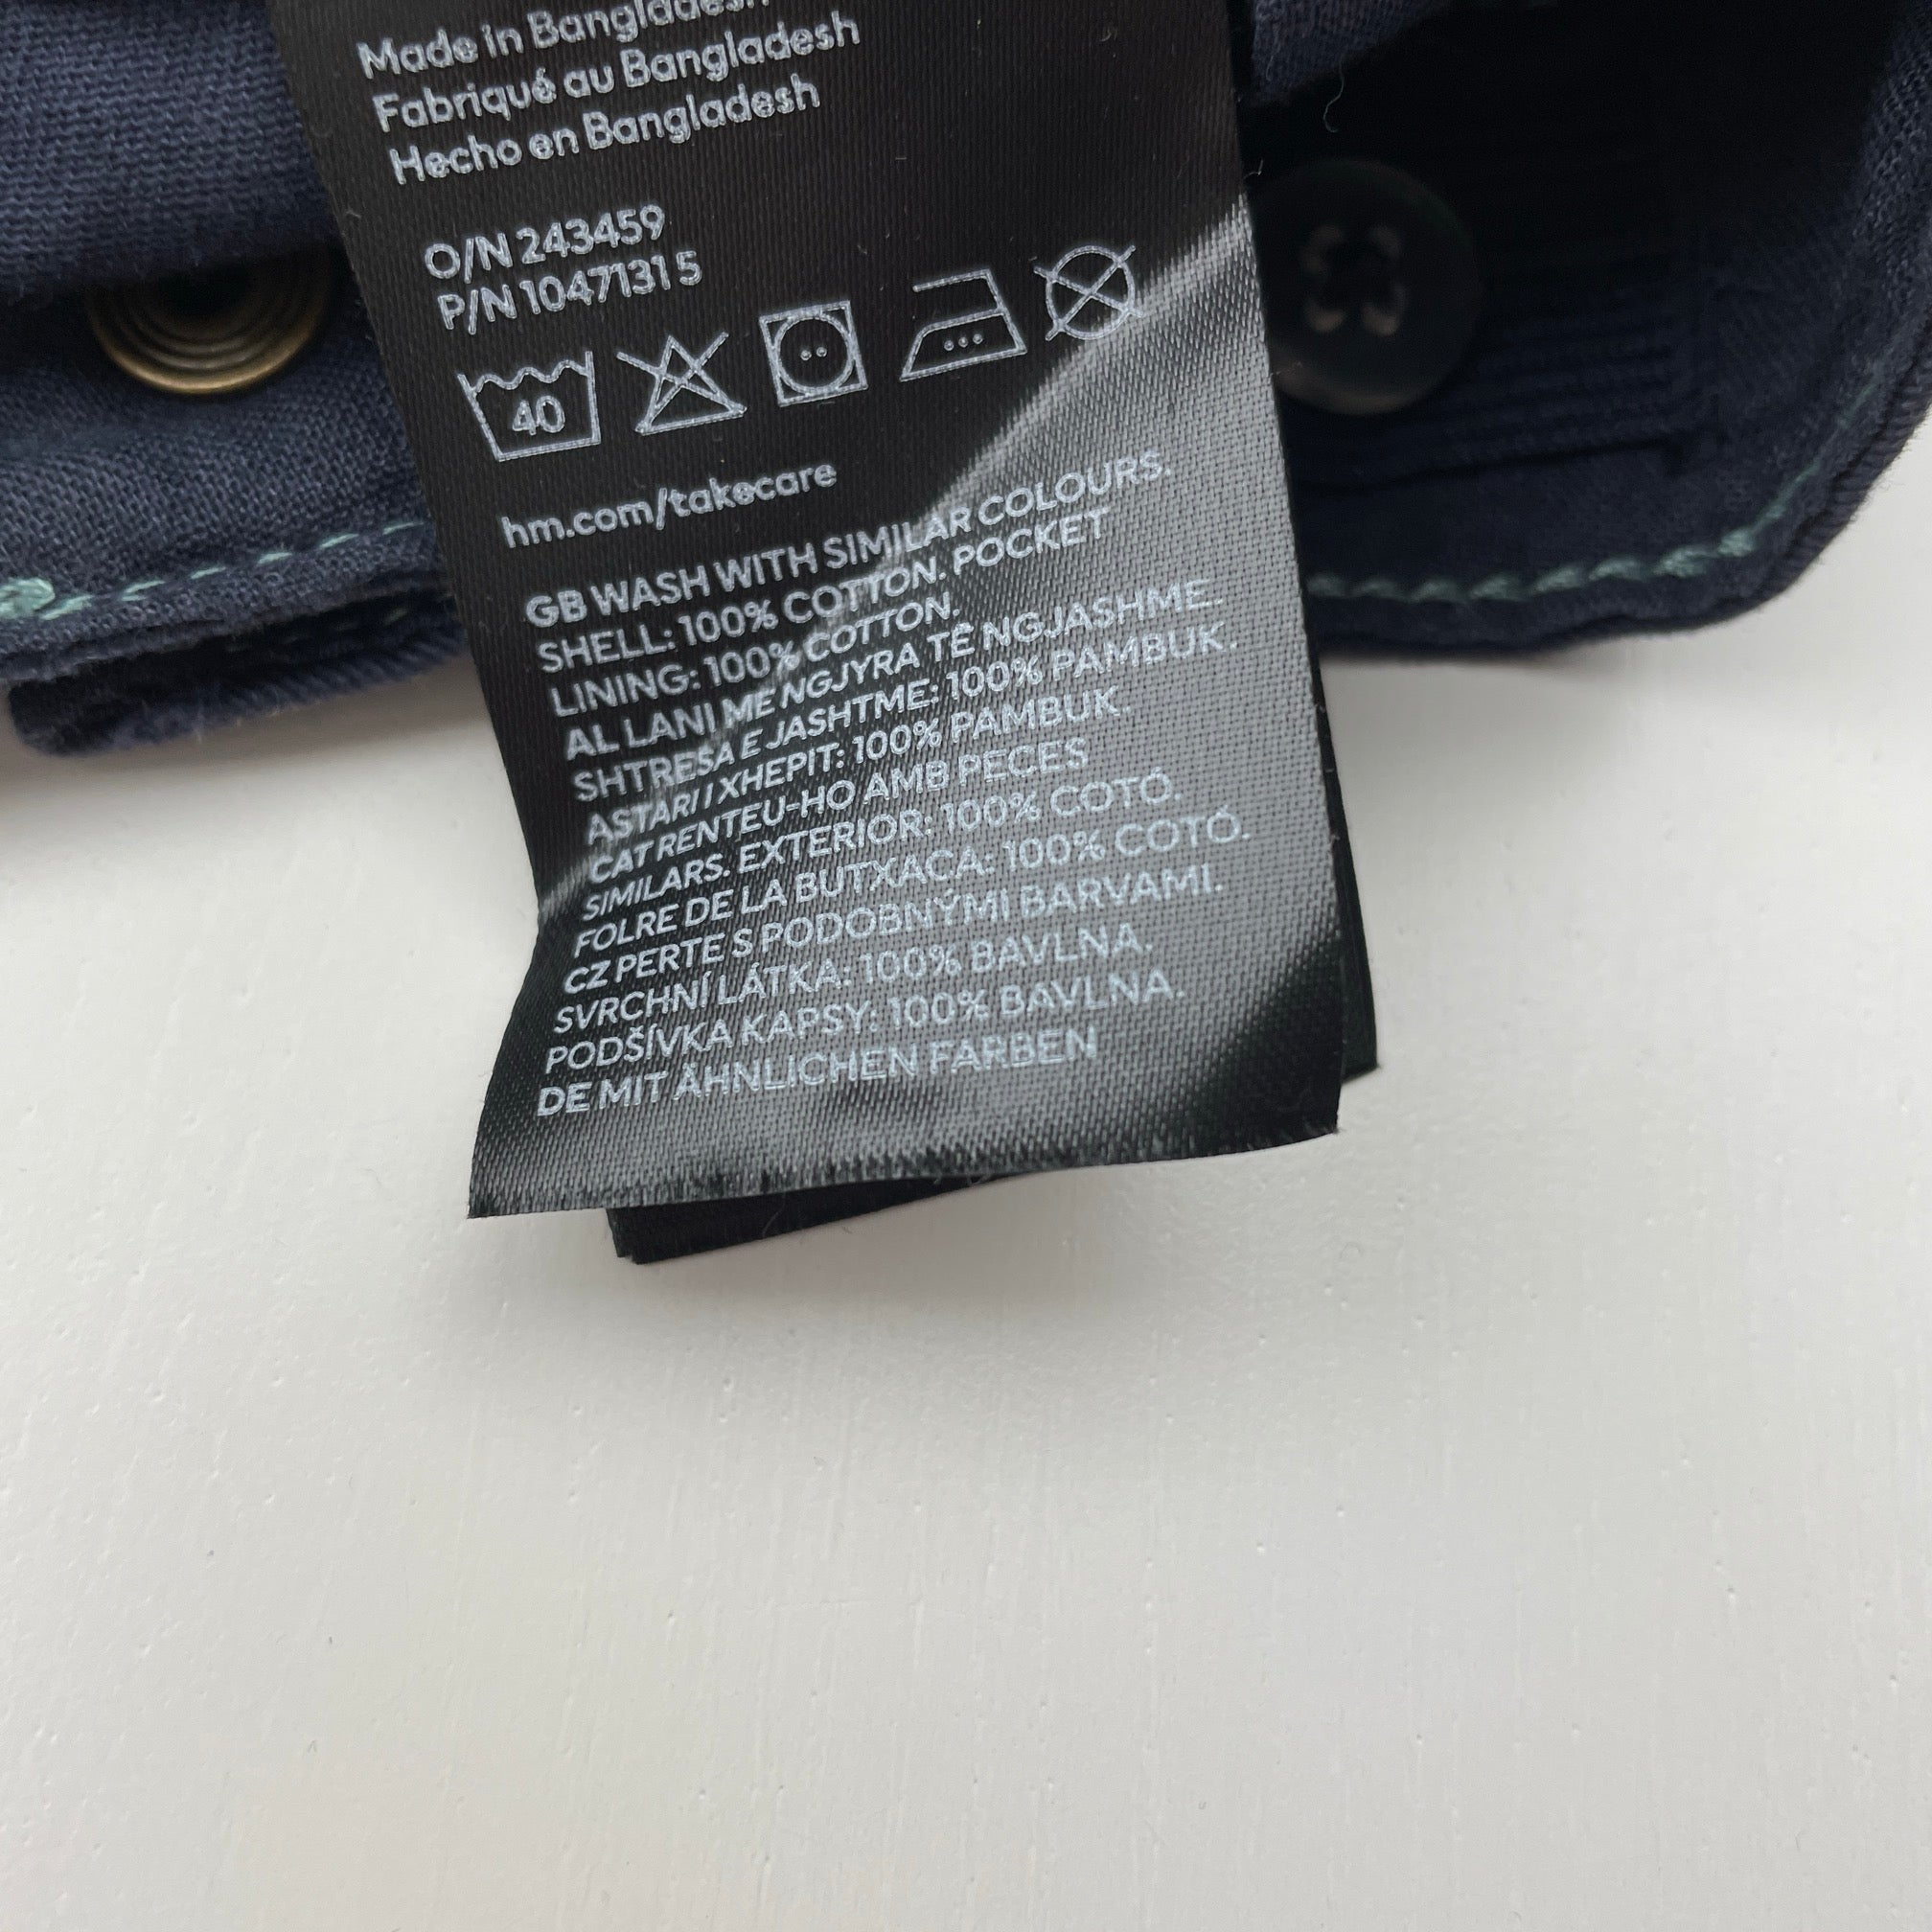 Made in Bangladesh
Fabriqué au Bangladesh
Hecho en Bangladesh
O/N 243459
P/N 10471315
40
hm.com/takecare
GB WASH WITH SIMILAR COLOURS.
SHELL: 100% COTTON. POCKET
LINING: 100% COTTON.
AL LANI ME NGJYRA TË NGJASHME.
SHTRESA E JASHTME: 100% PAMBUK.
ASTARI I XHEPIT: 100% PAMBUK.
CAT RENTEU-HO AMB PECES
SIMILARS. EXTERIOR: 100% COTÓ.
FOLRE DE LA BUTXACA: 100% COTÓ.
CZ PERTE S PODOBNÝMI BARVAMI.
SVRCHNÍ LÁTKA: 100% BAVLNA.
PODŠÍVKA KAPSY: 100% BAVLNA.
DE MIT ÄHNLICHEN FARBEN